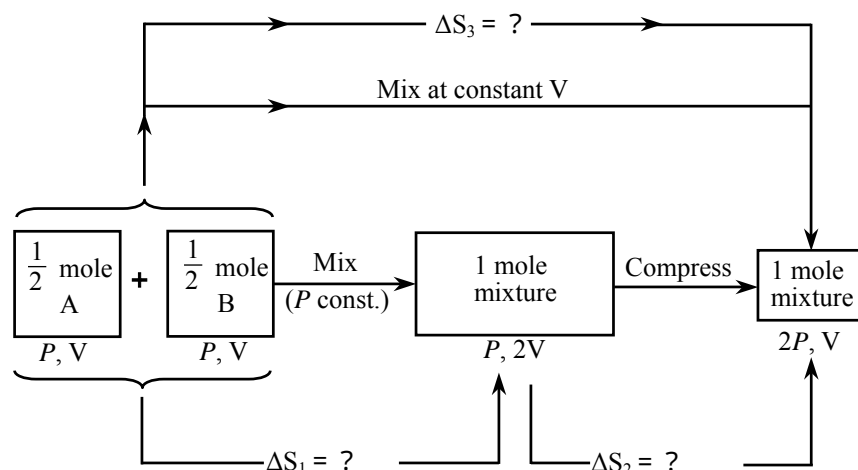 ΔS₃ = ?
Mix at constant V
1/2 mole
A
+
1/2 mole
B
Mix
(P const.)
1 mole
mixture
Compress
1 mole
mixture
P, V
P, V
P, 2V
2P, V
ΔS₁ = ?
ΔS₂ = ?